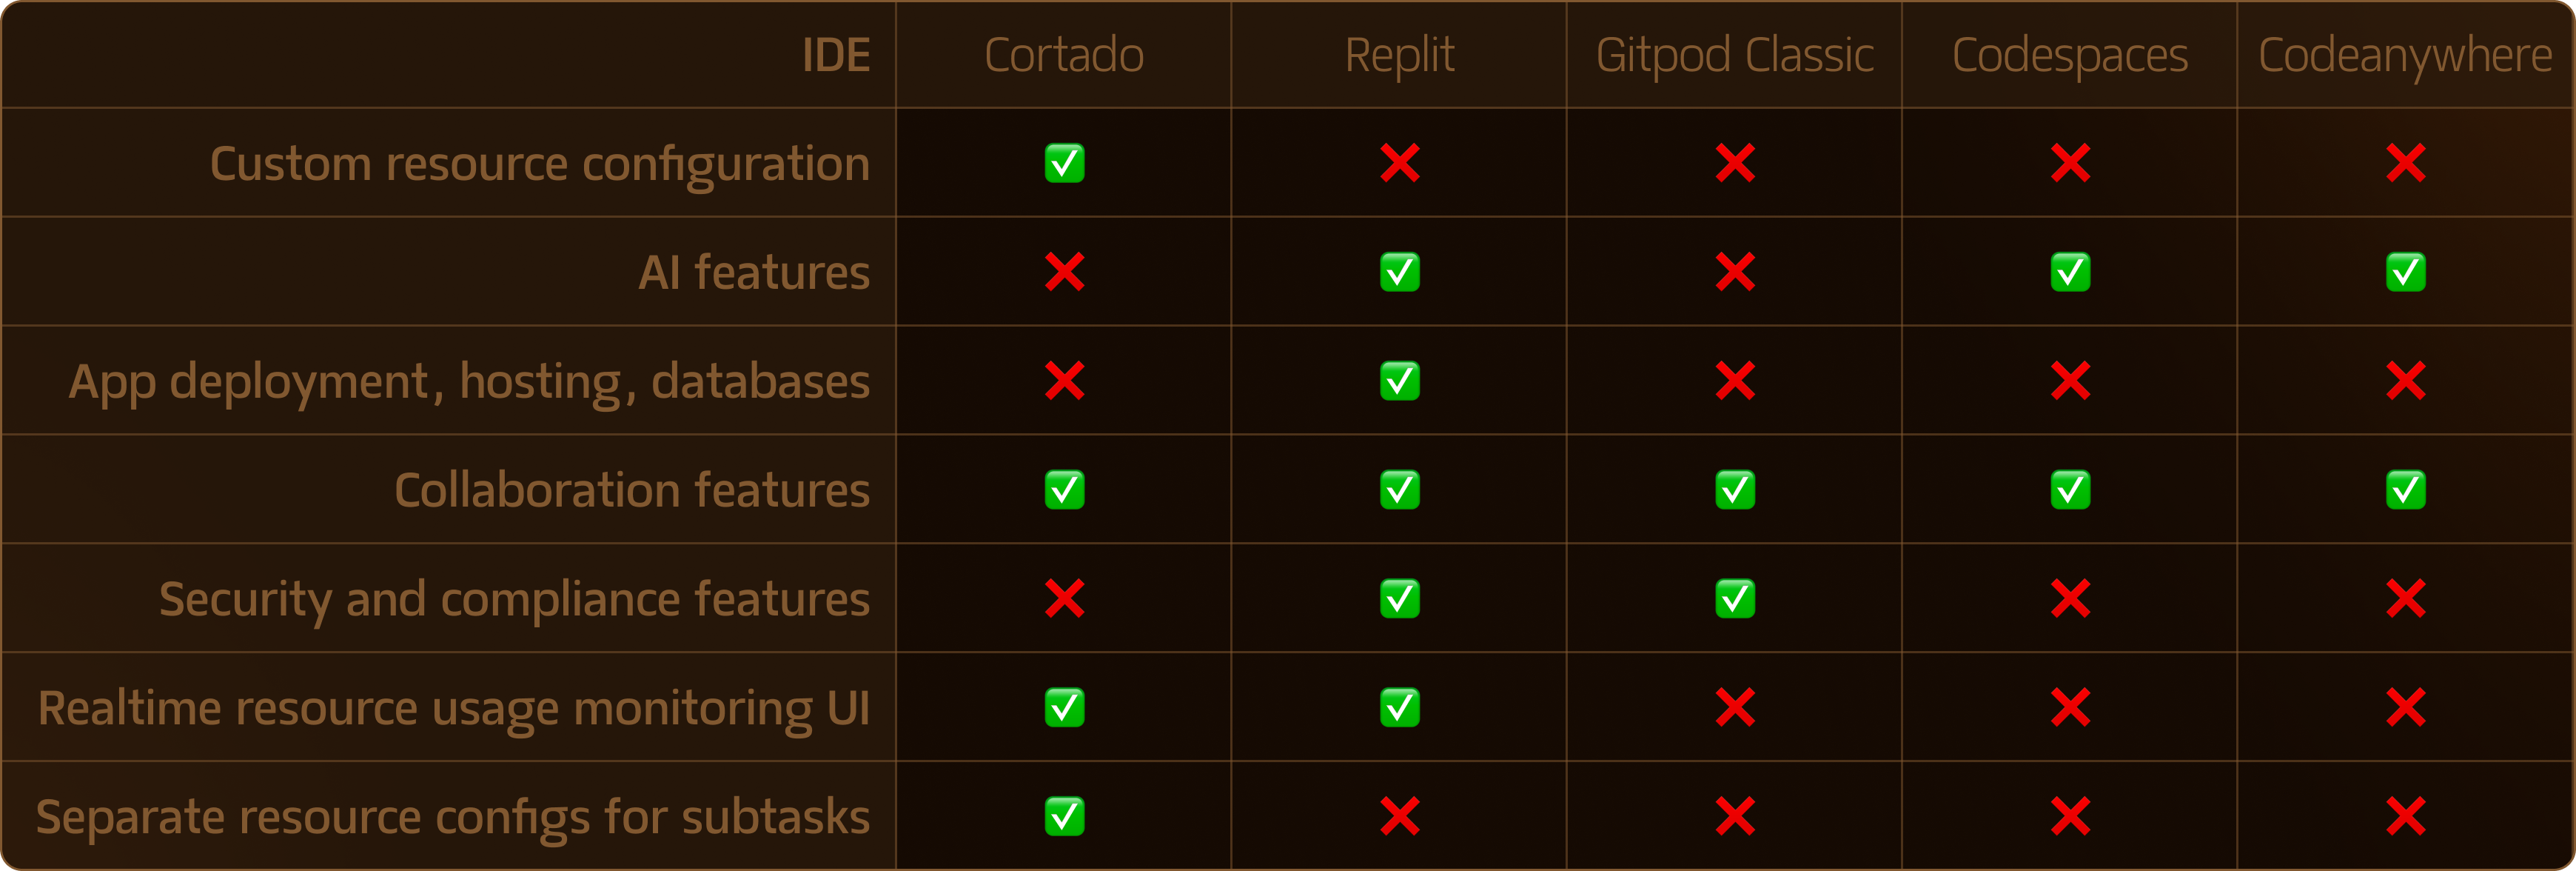 IDE Cortado Replit Gitpod Classic Codespaces Codeanywhere
Custom resource configuration ✅ ❌ ❌ ❌ ❌
AI features ❌ ✅ ❌ ✅ ✅
App deployment, hosting, databases ❌ ✅ ❌ ❌ ❌
Collaboration features ✅ ✅ ✅ ✅ ✅
Security and compliance features ❌ ✅ ✅ ❌ ❌
Realtime resource usage monitoring UI ✅ ✅ ❌ ❌ ❌
Separate resource configs for subtasks ✅ ❌ ❌ ❌ ❌